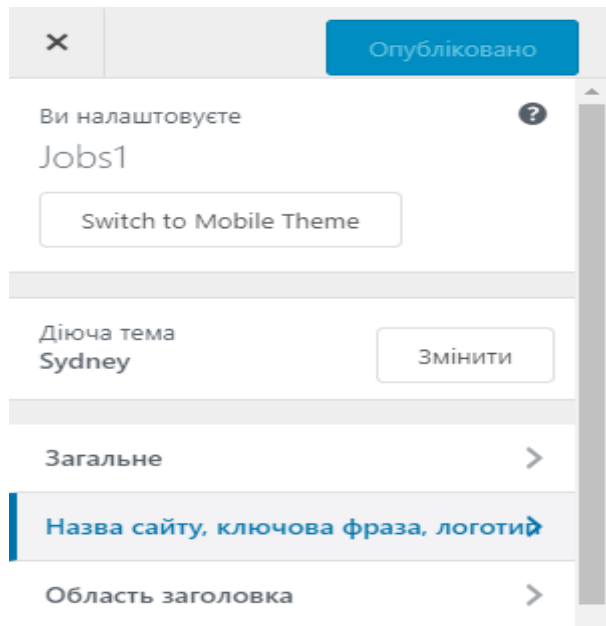 Опубліковано
Ви налаштовуєте
Jobs1
Switch to Mobile Theme
Діюча тема
Sydney
Змінити
Загальне
Назва сайту, ключова фраза, логотип
Область заголовка